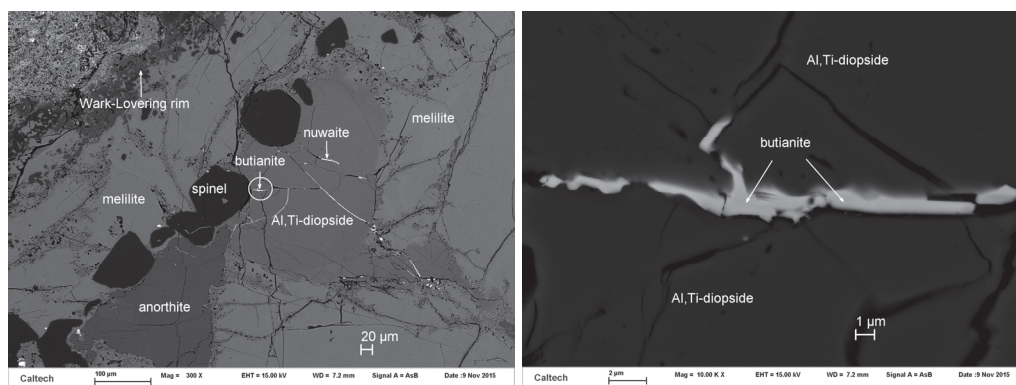 Wark-Lovering rim
nuwaite
melilite
butianite
spinel
melilite
Al,Ti-diopside
anorthite
20 µm
Caltech
100 µm
Mag = 300 X
EHT = 15.00 kV
WD = 7.2 mm
Signal A = AsB
Date :9 Nov 2015
Al,Ti-diopside
butianite
Al,Ti-diopside
1 µm
Caltech
2 µm
Mag = 10.00 K X
EHT = 15.00 kV
WD = 7.2 mm
Signal A = AsB
Date :9 Nov 2015